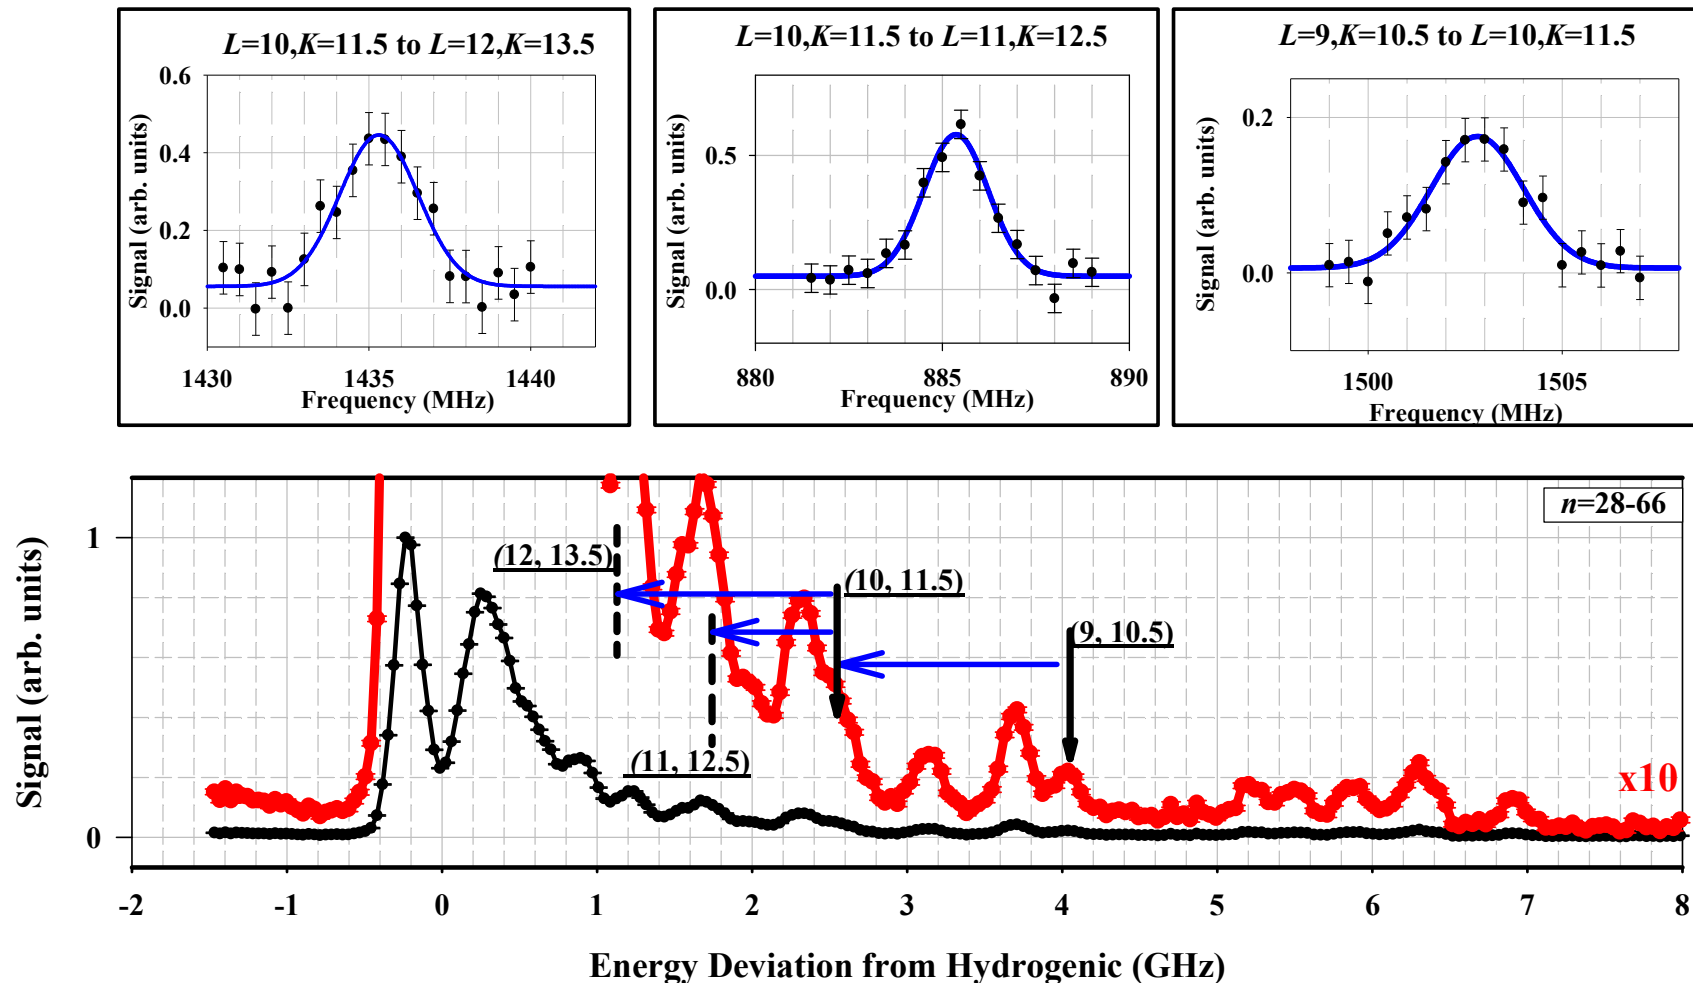 L=10,K=11.5 to L=12,K=13.5
Signal (arb. units)
0.6
0.4
0.2
0.0
1430
1435
1440
Frequency (MHz)
L=10,K=11.5 to L=11,K=12.5
Signal (arb. units)
0.5
0.0
880
885
890
Frequency (MHz)
L=9,K=10.5 to L=10,K=11.5
Signal (arb. units)
0.2
0.0
1500
1505
Frequency (MHz)
Signal (arb. units)
1
0
n=28-66
(12, 13.5)
(10, 11.5)
(9, 10.5)
(11, 12.5)
x10
-2
-1
0
1
2
3
4
5
6
7
8
Energy Deviation from Hydrogenic (GHz)